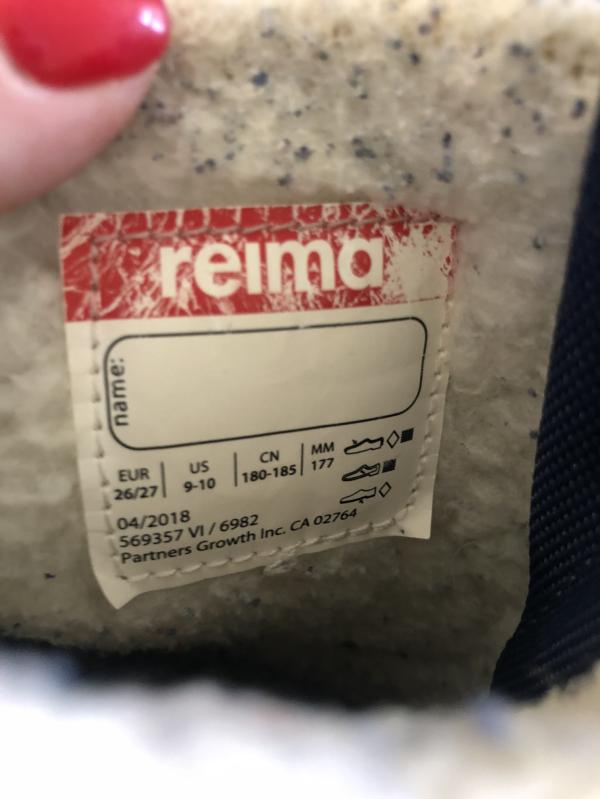 reima
name:
EUR US CN MM
26/27 9-10 180-185 177
04/2018
569357 VI / 6982
Partners Growth Inc. CA 02764